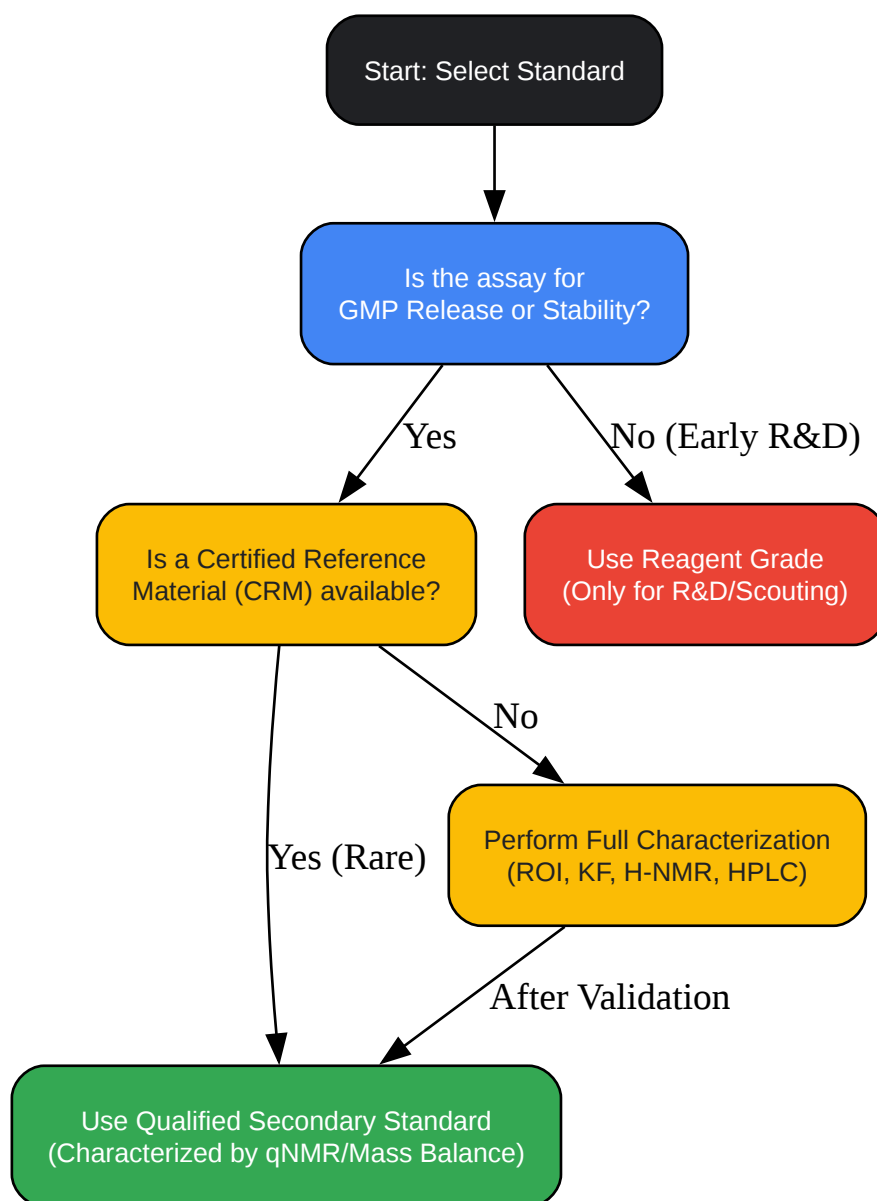 Start: Select Standard
Is the assay for
GMP Release or Stability?
Yes
No (Early R&D)
Is a Certified Reference
Material (CRM) available?
Use Reagent Grade
(Only for R&D/Scouting)
No
Perform Full Characterization
(ROI, KF, H-NMR, HPLC)
Yes (Rare)
After Validation
Use Qualified Secondary Standard
(Characterized by qNMR/Mass Balance)